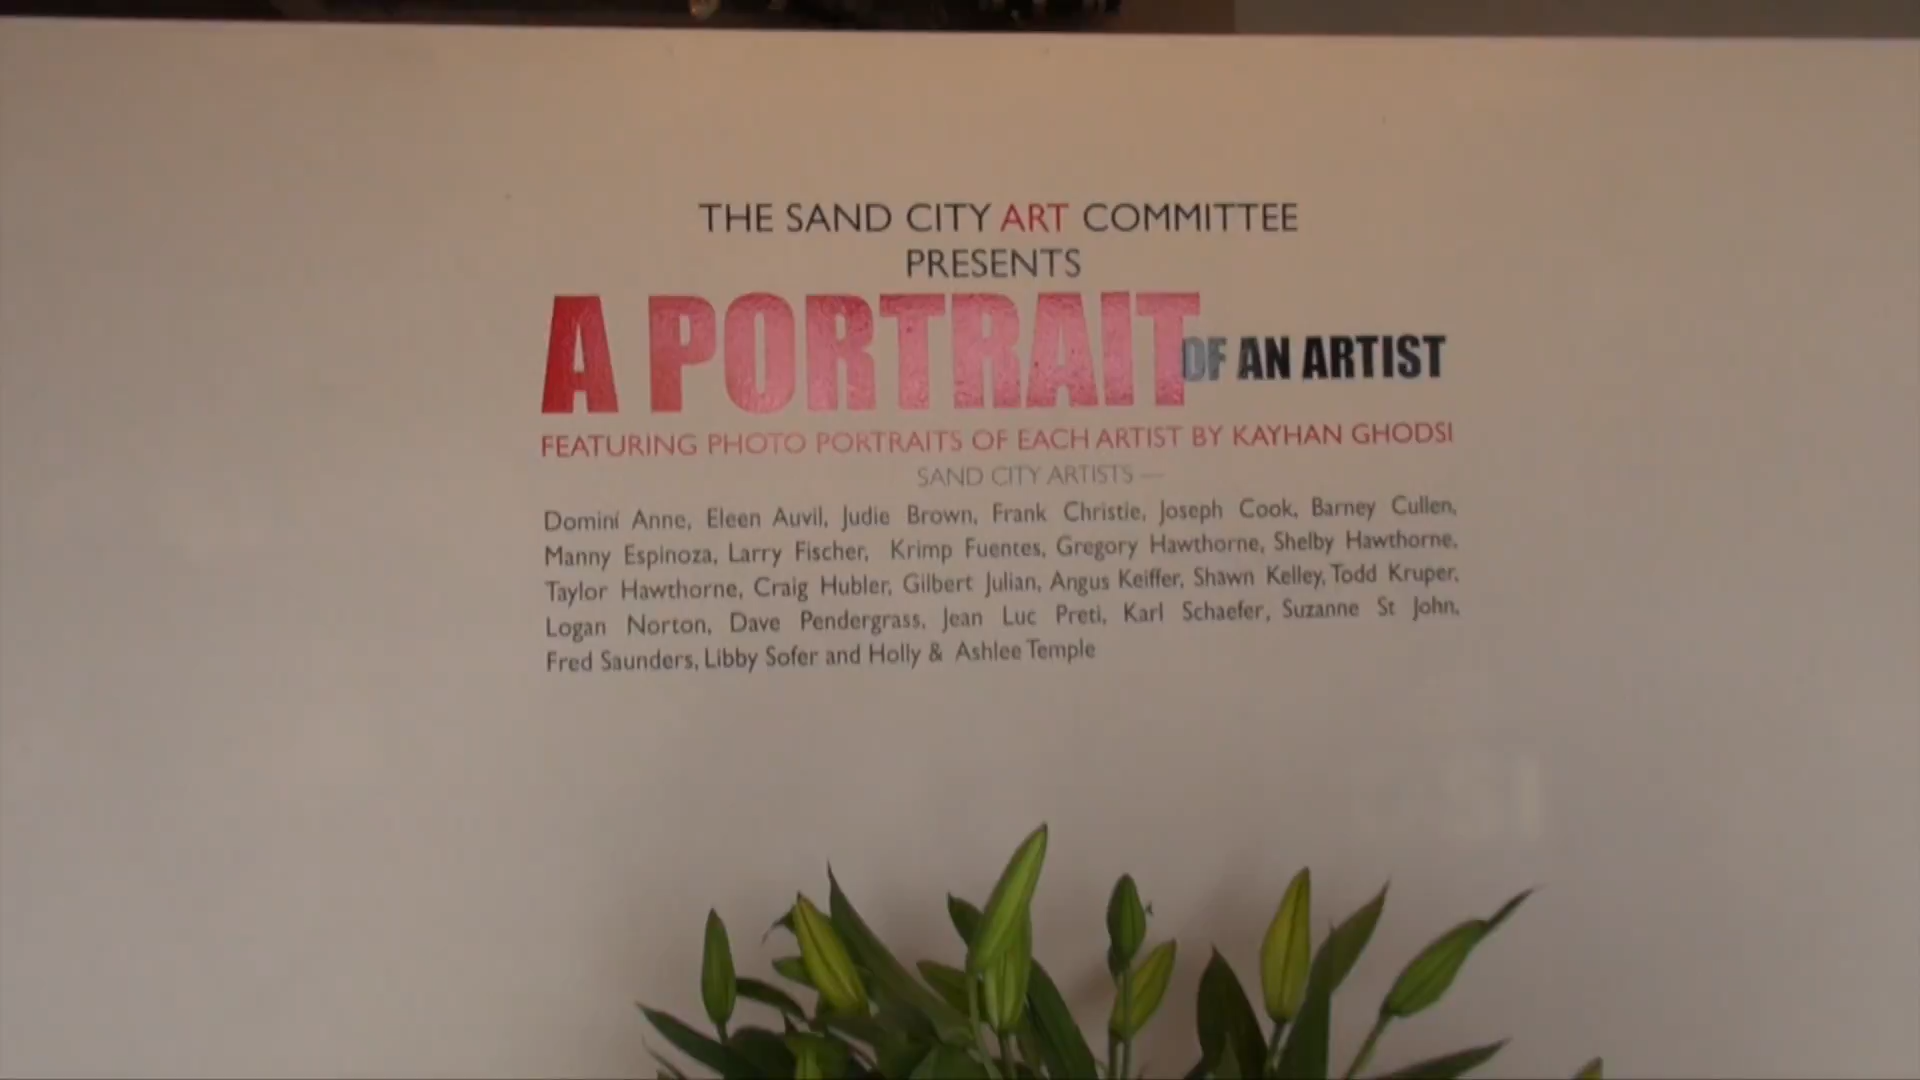 THE SAND CITY ART COMMITTEE
PRESENTS
A PORTRAIT OF AN ARTIST
FEATURING PHOTO PORTRAITS OF EACH ARTIST BY KAYHAN GHODSI
SAND CITY ARTISTS —
Domini Anne, Eleen Auvil, Judie Brown, Frank Christie, Joseph Cook, Barney Cullen,
Manny Espinoza, Larry Fischer, Krimp Fuentes, Gregory Hawthorne, Shelby Hawthorne,
Taylor Hawthorne, Craig Hubler, Gilbert Julian, Angus Keiffer, Shawn Kelley, Todd Kruper,
Logan Norton, Dave Pendergrass, Jean Luc Preti, Karl Schaefer, Suzanne St John,
Fred Saunders, Libby Sofer and Holly & Ashlee Temple